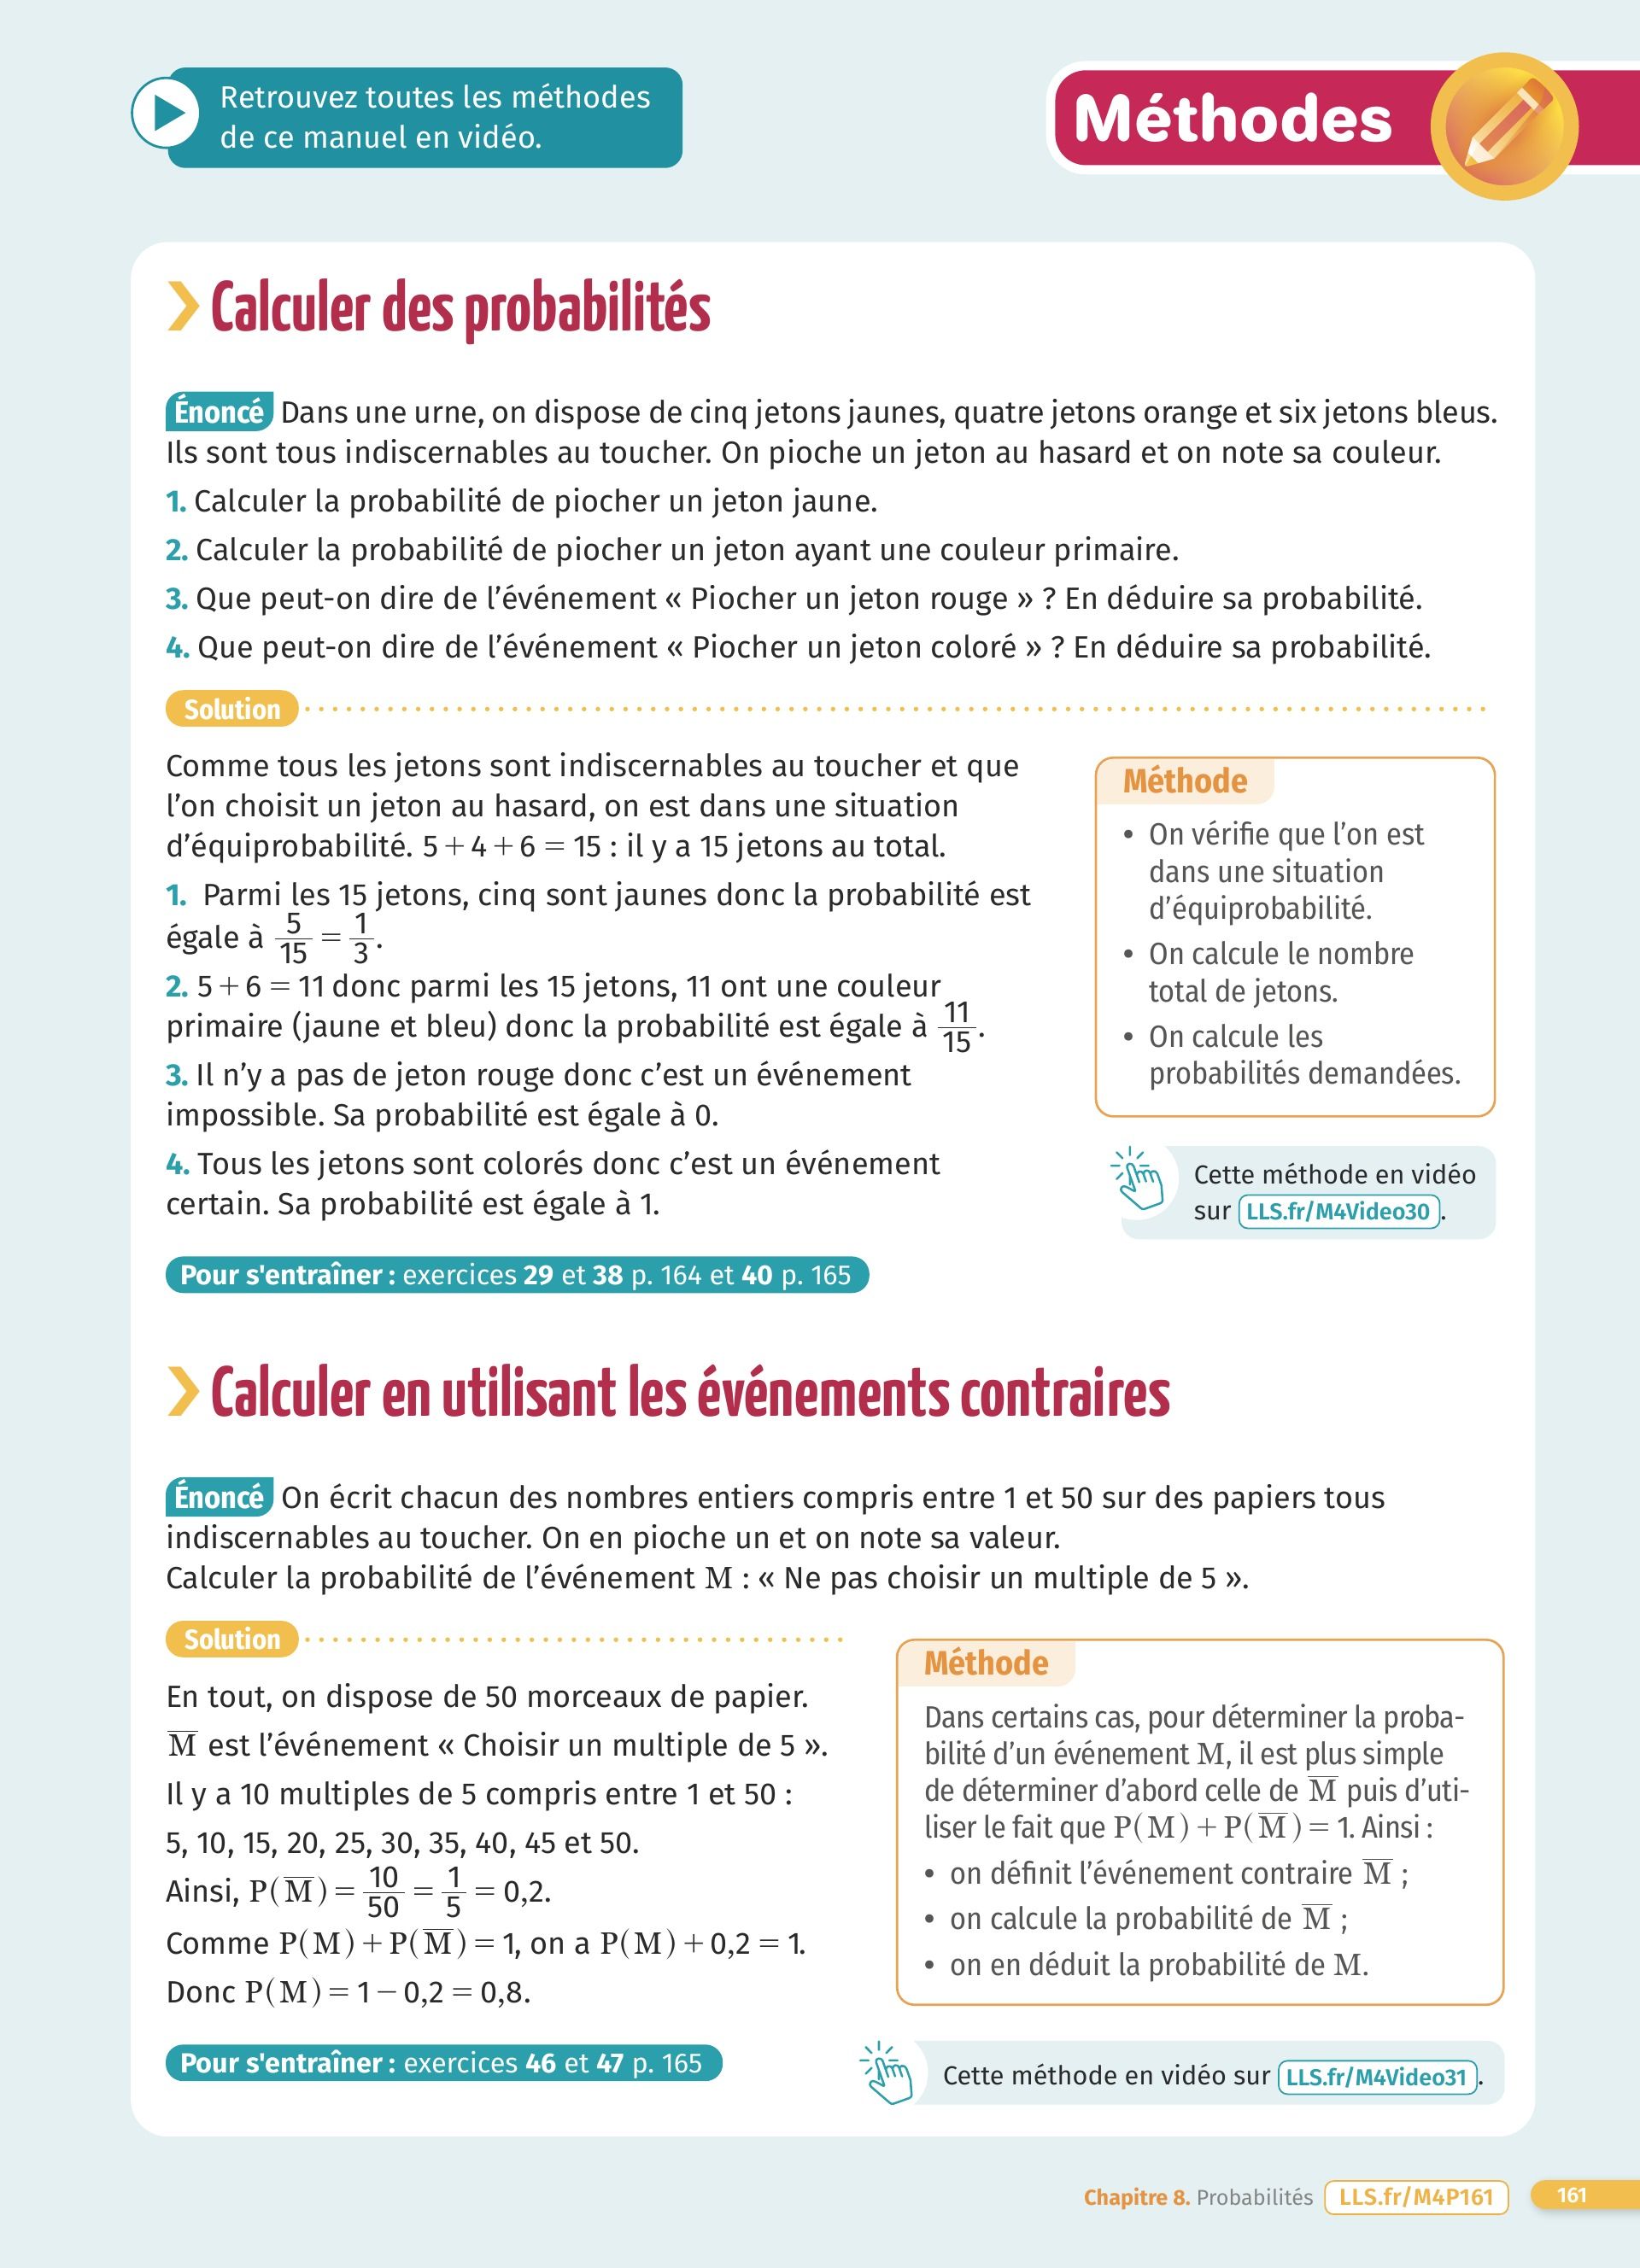 Retrouvez toutes les méthodes
de ce manuel en vidéo.
Méthodes
Calculer des probabilités
Énoncé Dans une urne, on dispose de cinq jetons jaunes, quatre jetons orange et six jetons bleus.
Ils sont tous indiscernables au toucher. On pioche un jeton au hasard et on note sa couleur.
1. Calculer la probabilité de piocher un jeton jaune.
2. Calculer la probabilité de piocher un jeton ayant une couleur primaire.
3. Que peut-on dire de l’événement « Piocher un jeton rouge » ? En déduire sa probabilité.
4. Que peut-on dire de l’événement « Piocher un jeton coloré » ? En déduire sa probabilité.
Solution
Comme tous les jetons sont indiscernables au toucher et que
l’on choisit un jeton au hasard, on est dans une situation
d’équiprobabilité. 5 + 4 + 6 = 15 : il y a 15 jetons au total.
1. Parmi les 15 jetons, cinq sont jaunes donc la probabilité est
égale à 5/15 = 1/3.
2. 5 + 6 = 11 donc parmi les 15 jetons, 11 ont une couleur
primaire (jaune et bleu) donc la probabilité est égale à 11/15.
3. Il n’y a pas de jeton rouge donc c’est un événement
impossible. Sa probabilité est égale à 0.
4. Tous les jetons sont colorés donc c’est un événement
certain. Sa probabilité est égale à 1.
Méthode
• On vérifie que l’on est
dans une situation
d’équiprobabilité.
• On calcule le nombre
total de jetons.
• On calcule les
probabilités demandées.
Cette méthode en vidéo
sur LLS.fr/M4Video30.
Pour s'entraîner : exercices 29 et 38 p. 164 et 40 p. 165
Calculer en utilisant les événements contraires
Énoncé On écrit chacun des nombres entiers compris entre 1 et 50 sur des papiers tous
indiscernables au toucher. On en pioche un et on note sa valeur.
Calculer la probabilité de l’événement M : « Ne pas choisir un multiple de 5 ».
Solution
En tout, on dispose de 50 morceaux de papier.
M̅ est l’événement « Choisir un multiple de 5 ».
Il y a 10 multiples de 5 compris entre 1 et 50 :
5, 10, 15, 20, 25, 30, 35, 40, 45 et 50.
Ainsi, P(M̅) = 10/50 = 1/5 = 0,2.
Comme P(M) + P(M̅) = 1, on a P(M) + 0,2 = 1.
Donc P(M) = 1 − 0,2 = 0,8.
Méthode
Dans certains cas, pour déterminer la proba-
bilité d’un événement M, il est plus simple
de déterminer d’abord celle de M̅ puis d’uti-
liser le fait que P(M) + P(M̅) = 1. Ainsi :
• on définit l’événement contraire M̅ ;
• on calcule la probabilité de M̅ ;
• on en déduit la probabilité de M.
Pour s'entraîner : exercices 46 et 47 p. 165
Cette méthode en vidéo sur LLS.fr/M4Video31.
Chapitre 8. Probabilités LLS.fr/M4P161 161